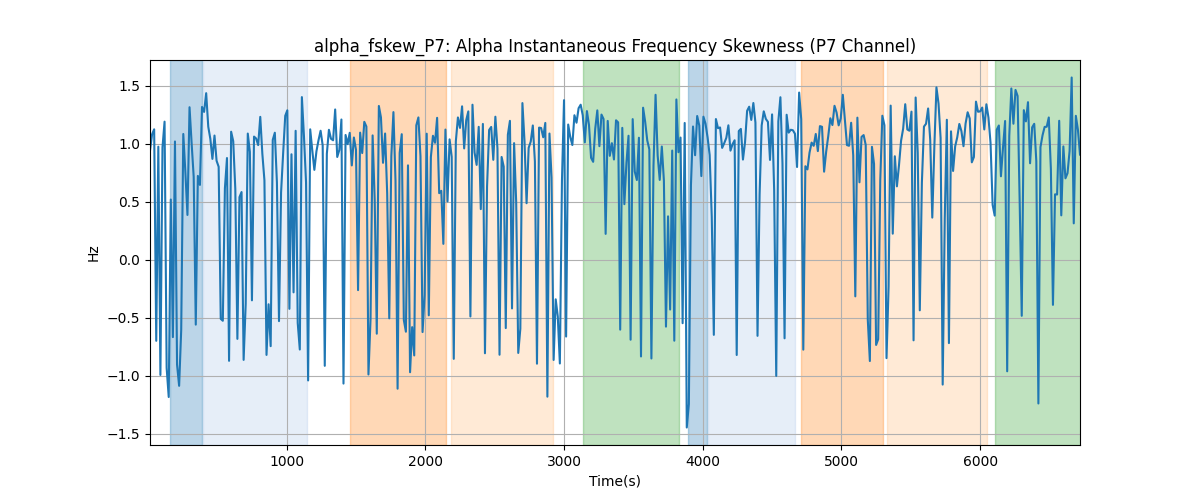 alpha_fskew_P7: Alpha Instantaneous Frequency Skewness (P7 Channel)
1.5
1.0
0.5
0.0
−0.5
−1.0
−1.5
Hz
1000 2000 3000 4000 5000 6000
Time(s)